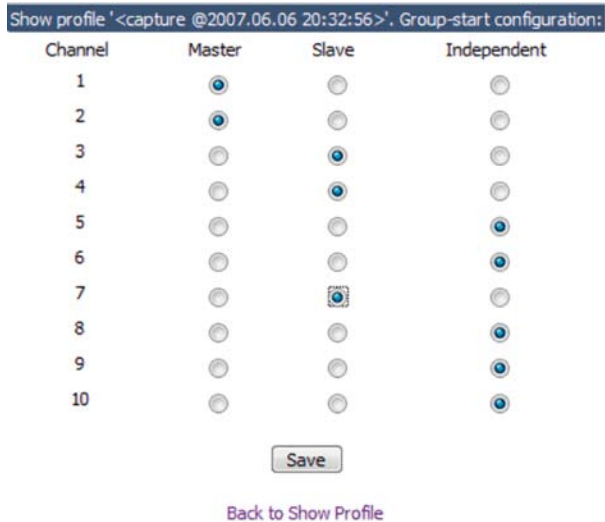 Show profile '<capture @2007.06.06 20:32:56>'. Group-start configuration:
Channel Master Slave Independent
1
2
3
4
5
6
7
8
9
10
Save
Back to Show Profile